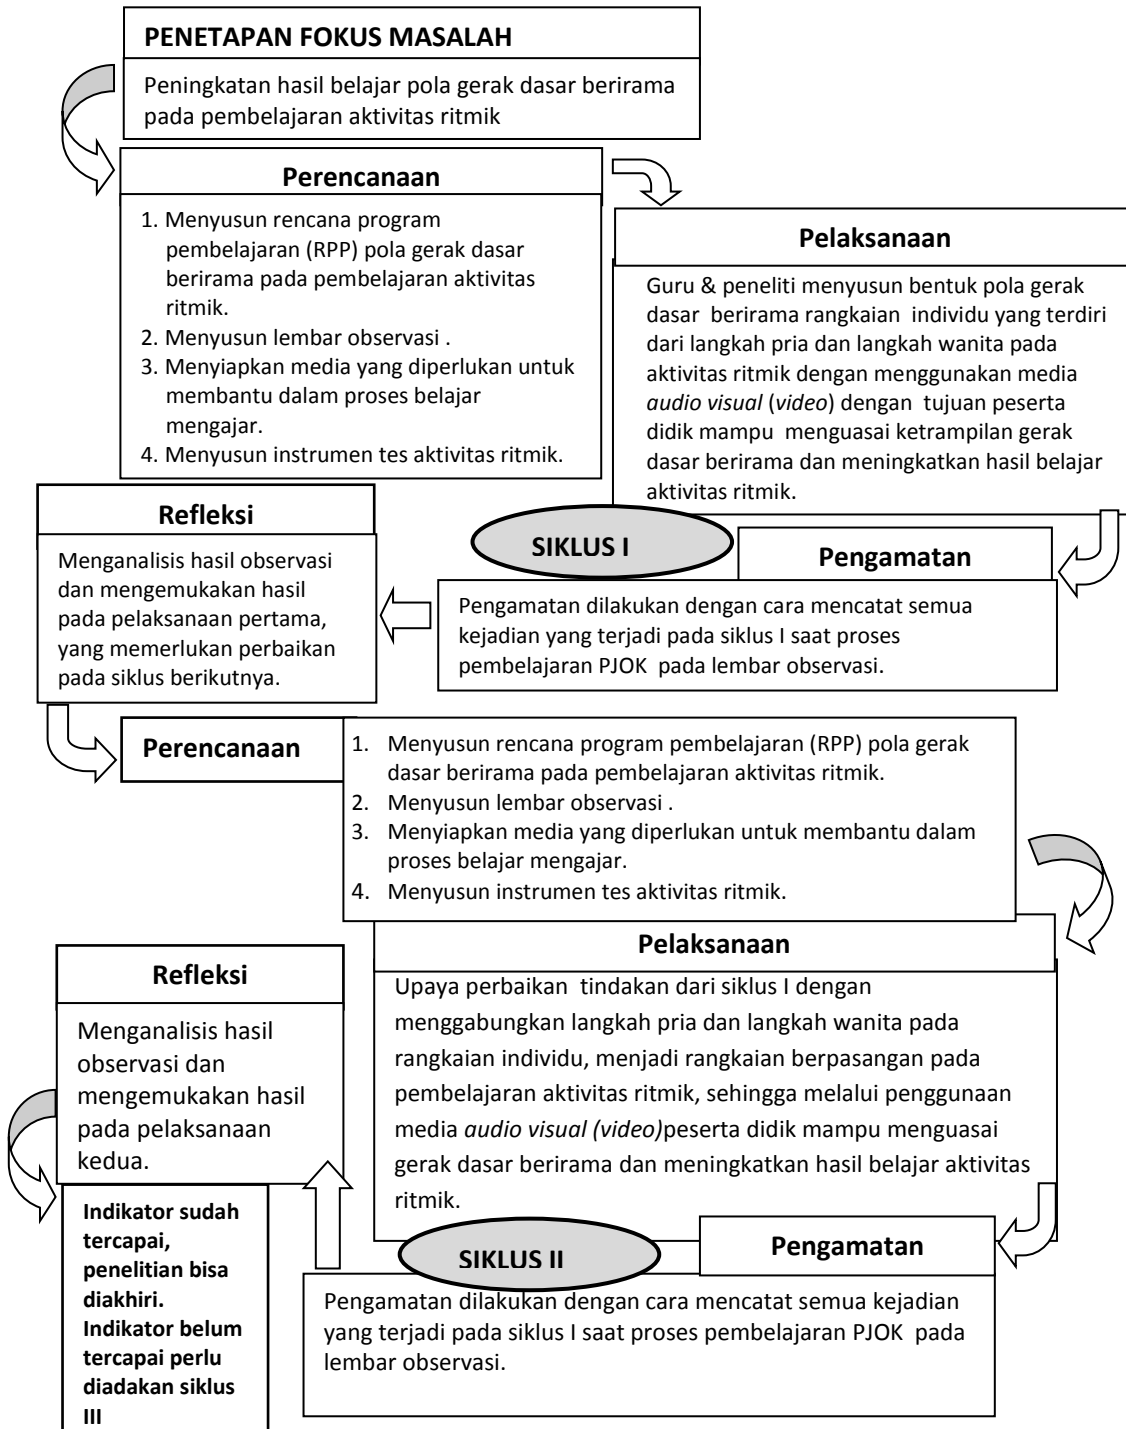 PENETAPAN FOKUS MASALAH
Peningkatan hasil belajar pola gerak dasar berirama
pada pembelajaran aktivitas ritmik
Perencanaan
1. Menyusun rencana program
pembelajaran (RPP) pola gerak dasar
berirama pada pembelajaran aktivitas
ritmik.
2. Menyusun lembar observasi .
3. Menyiapkan media yang diperlukan untuk
membantu dalam proses belajar
mengajar.
4. Menyusun instrumen tes aktivitas ritmik.
Pelaksanaan
Guru & peneliti menyusun bentuk pola gerak
dasar berirama rangkaian individu yang terdiri
dari langkah pria dan langkah wanita pada
aktivitas ritmik dengan menggunakan media
audio visual (video) dengan tujuan peserta
didik mampu menguasai ketrampilan gerak
dasar berirama dan meningkatkan hasil belajar
aktivitas ritmik.
SIKLUS I
Pengamatan
Pengamatan dilakukan dengan cara mencatat semua
kejadian yang terjadi pada siklus I saat proses
pembelajaran PJOK pada lembar observasi.
Refleksi
Menganalisis hasil observasi
dan mengemukakan hasil
pada pelaksanaan pertama,
yang memerlukan perbaikan
pada siklus berikutnya.
Perencanaan
1. Menyusun rencana program pembelajaran (RPP) pola gerak
dasar berirama pada pembelajaran aktivitas ritmik.
2. Menyusun lembar observasi .
3. Menyiapkan media yang diperlukan untuk membantu dalam
proses belajar mengajar.
4. Menyusun instrumen tes aktivitas ritmik.
Pelaksanaan
Upaya perbaikan tindakan dari siklus I dengan
menggabungkan langkah pria dan langkah wanita pada
rangkaian individu, menjadi rangkaian berpasangan pada
pembelajaran aktivitas ritmik, sehingga melalui penggunaan
media audio visual (video)peserta didik mampu menguasai
gerak dasar berirama dan meningkatkan hasil belajar aktivitas
ritmik.
SIKLUS II
Pengamatan
Pengamatan dilakukan dengan cara mencatat semua kejadian
yang terjadi pada siklus I saat proses pembelajaran PJOK pada
lembar observasi.
Refleksi
Menganalisis hasil
observasi dan
mengemukakan hasil
pada pelaksanaan
kedua.
Indikator sudah
tercapai,
penelitian bisa
diakhiri.
Indikator belum
tercapai perlu
diadakan siklus
III